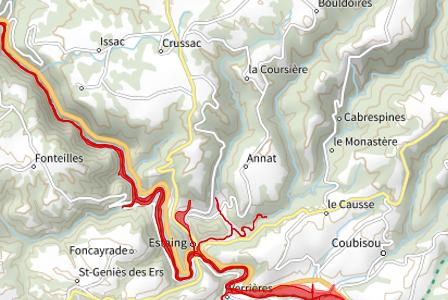 Bouldoires
Issac
Crussac
la Coursière
Cabrespines
le Monastère
Fonteilles
Annat
le Causse
Estaing
Coubisou
Foncayrade
St-Geniès des Ers
Verrières